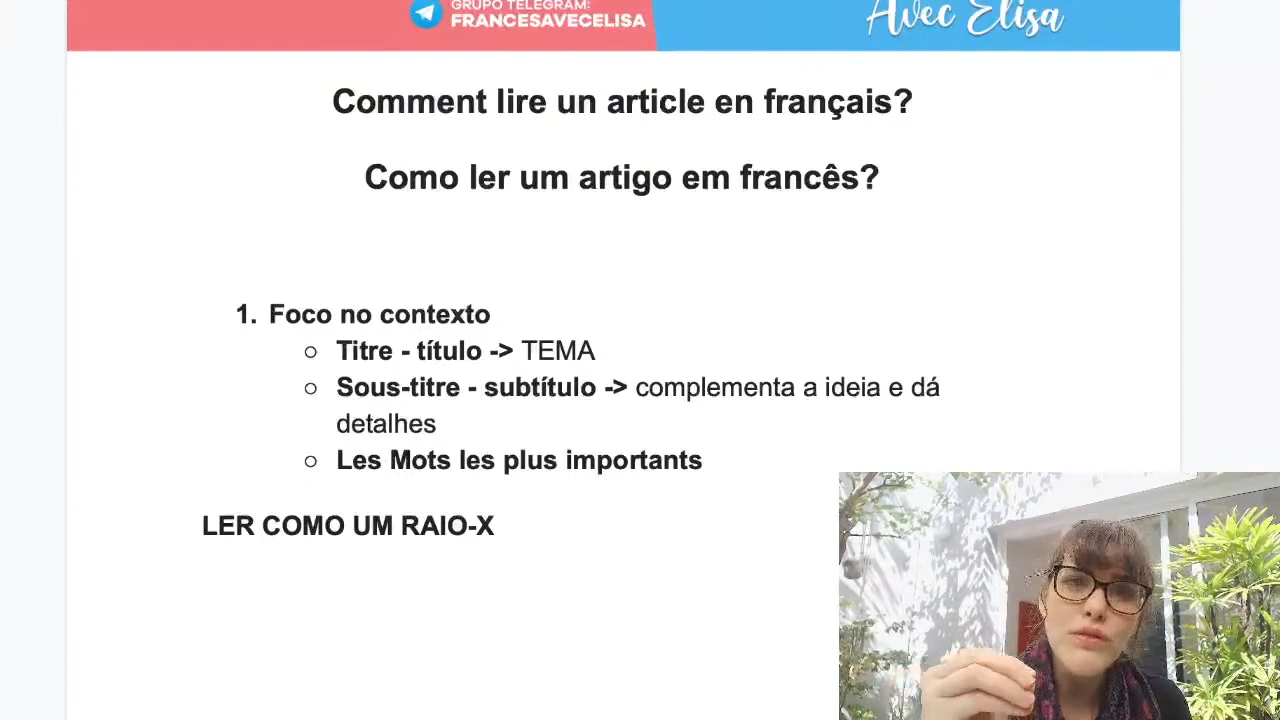 GRUPO TELEGRAM:
FRANCESAVECELISA
Avec Elisa
Comment lire un article en français?
Como ler um artigo em francês?
1. Foco no contexto
○ Titre - título -> TEMA
○ Sous-titre - subtítulo -> complementa a ideia e dá
detalhes
○ Les Mots les plus importants
LER COMO UM RAIO-X